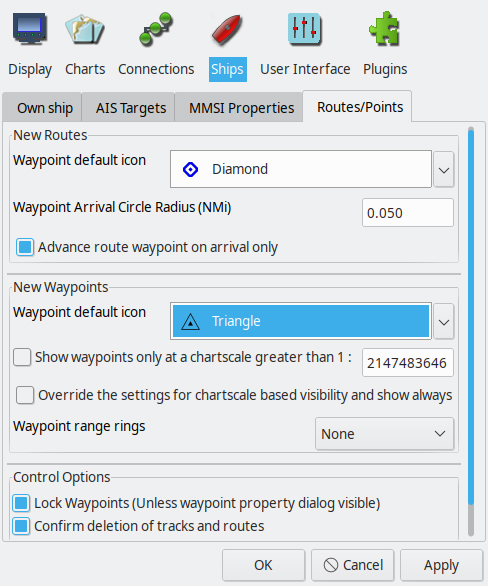 Display Charts Connections Ships User Interface Plugins
Own ship AIS Targets MMSI Properties Routes/Points
New Routes
Waypoint default icon Diamond
Waypoint Arrival Circle Radius (NMi) 0.050
Advance route waypoint on arrival only
New Waypoints
Waypoint default icon Triangle
Show waypoints only at a chartscale greater than 1 : 2147483646
Override the settings for chartscale based visibility and show always
Waypoint range rings None
Control Options
Lock Waypoints (Unless waypoint property dialog visible)
Confirm deletion of tracks and routes
OK Cancel Apply